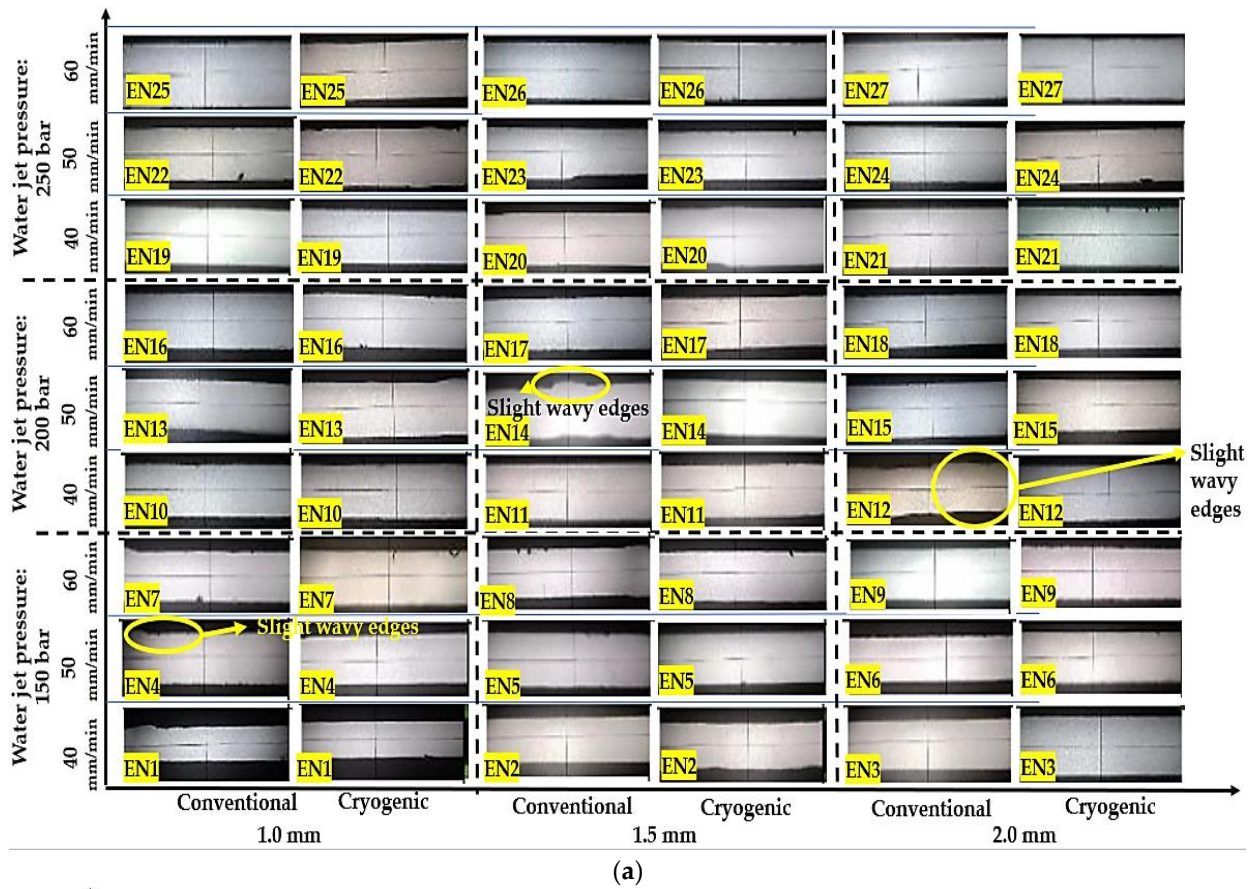 Water jet pressure:
250 bar
60
mm/min
EN25
EN25
EN26
EN26
EN27
EN27
50
mm/min
EN22
EN22
EN23
EN23
EN24
EN24
40
mm/min
EN19
EN19
EN20
EN20
EN21
EN21
Water jet pressure:
200 bar
60
mm/min
EN16
EN16
EN17
EN17
EN18
EN18
50
mm/min
Slight wavy edges
EN13
EN13
EN14
EN14
EN15
EN15
40
mm/min
EN10
EN10
EN11
EN11
EN12
EN12
Slight
wavy
edges
Water jet pressure:
150 bar
60
mm/min
EN7
EN7
EN8
EN8
EN9
EN9
50
mm/min
Slight wavy edges
EN4
EN4
EN5
EN5
EN6
EN6
40
mm/min
EN1
EN1
EN2
EN2
EN3
EN3
Conventional Cryogenic Conventional Cryogenic Conventional Cryogenic
1.0 mm 1.5 mm 2.0 mm
(a)